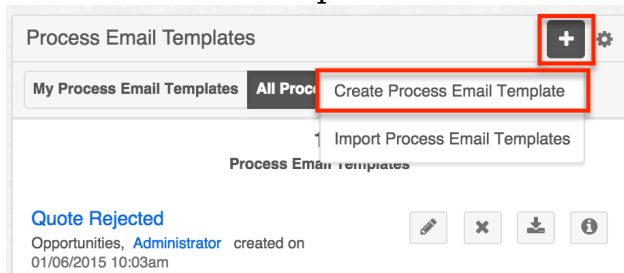 Process Email Templates
My Process Email Templates All Proc
Create Process Email Template
Import Process Email Templates
Process Email Templates
Quote Rejected
Opportunities, Administrator created on
01/06/2015 10:03am